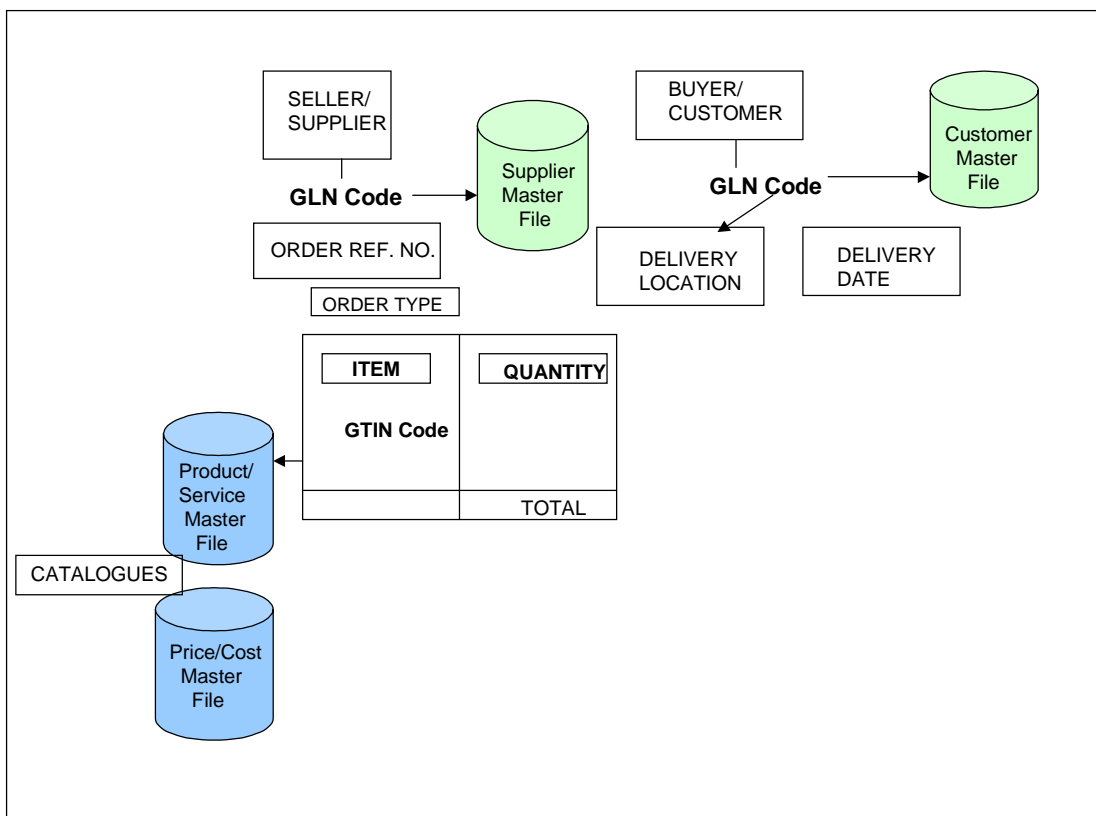 SELLER/
SUPPLIER
BUYER/
CUSTOMER
Supplier
Master
File
Customer
Master
File
GLN Code
GLN Code
ORDER REF. NO.
DELIVERY
LOCATION
DELIVERY
DATE
ORDER TYPE
ITEM
QUANTITY
GTIN Code
TOTAL
Product/
Service
Master
File
CATALOGUES
Price/Cost
Master
File